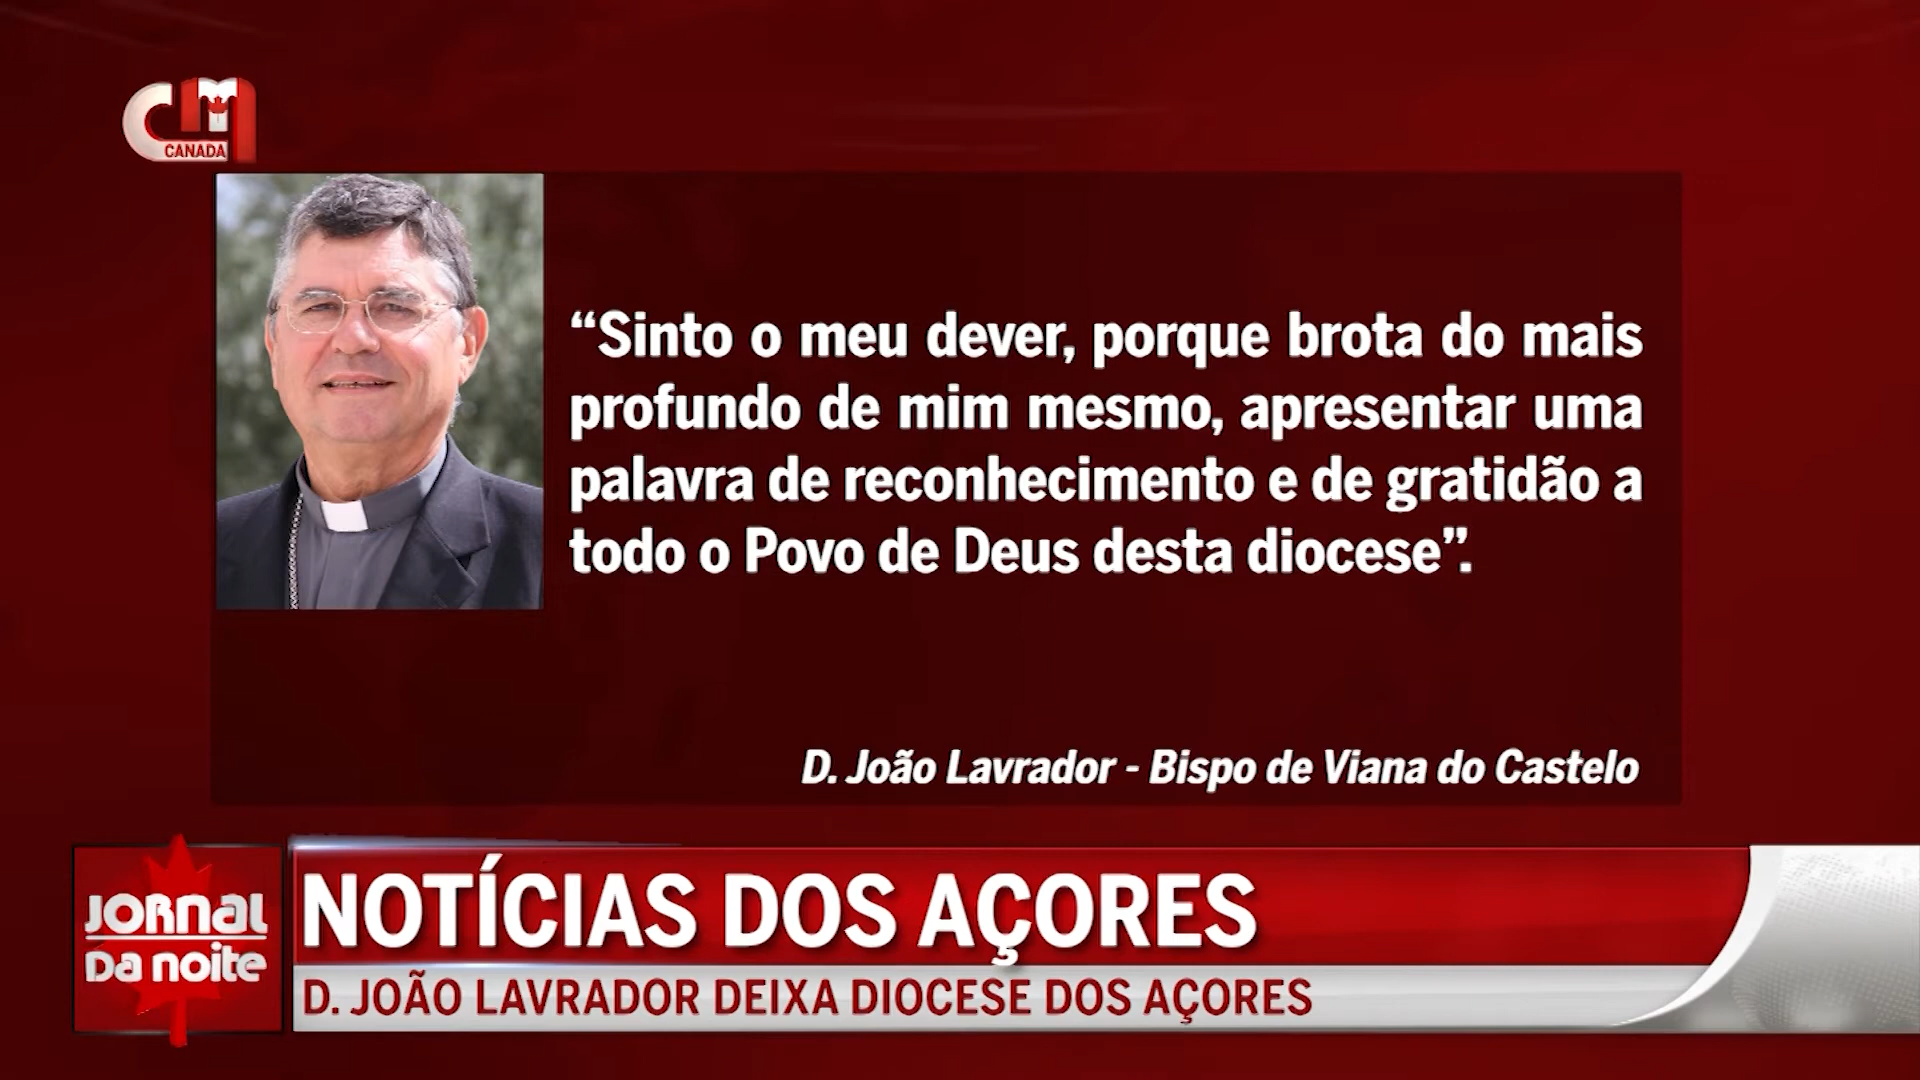 CM
CANADA
“Sinto o meu dever, porque brota do mais
profundo de mim mesmo, apresentar uma
palavra de reconhecimento e de gratidão a
todo o Povo de Deus desta diocese”.
D. João Lavrador - Bispo de Viana do Castelo
JORNAL
DA NOITE
NOTÍCIAS DOS AÇORES
D. JOÃO LAVRADOR DEIXA DIOCESE DOS AÇORES